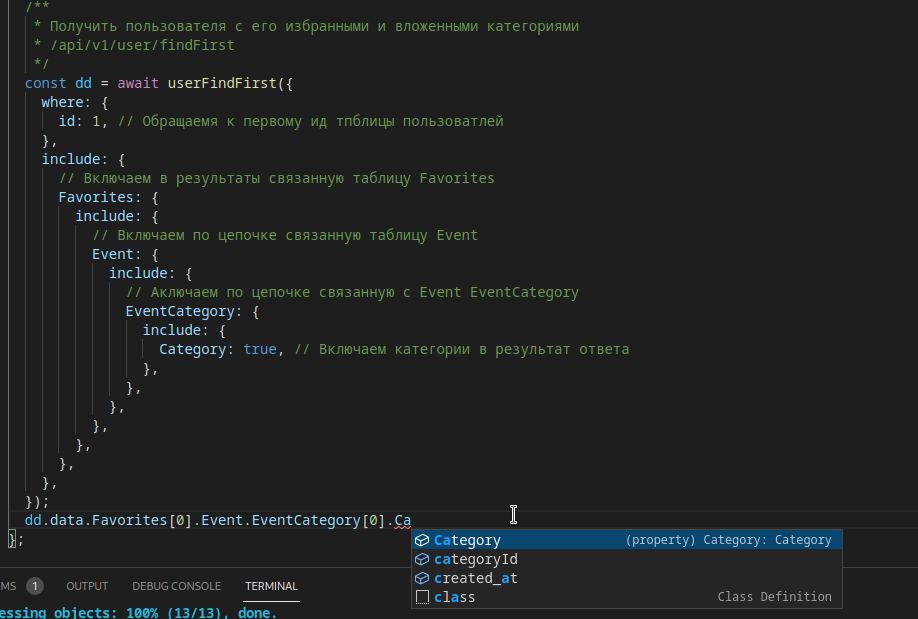 /**
* Получить пользователя с его избранными и вложенными категориями
* /api/v1/user/findFirst
*/
const dd = await userFindFirst({
where: {
id: 1, // Обращаемя к первому ид тпблицы пользоватлей
},
include: {
// Включаем в результаты связанную таблицу Favorites
Favorites: {
include: {
// Включаем по цепочке связанную таблицу Event
Event: {
include: {
// Аключаем по цепочке связанную с Event EventCategory
EventCategory: {
include: {
Category: true, // Включаем категории в результат ответа
},
},
},
},
},
},
},
});
dd.data.Favorites[0].Event.EventCategory[0].Ca
};
Category (property) Category: Category
categoryId
created_at
class Class Definition
MS 1 OUTPUT DEBUG CONSOLE TERMINAL
essing objects: 100% (13/13), done.